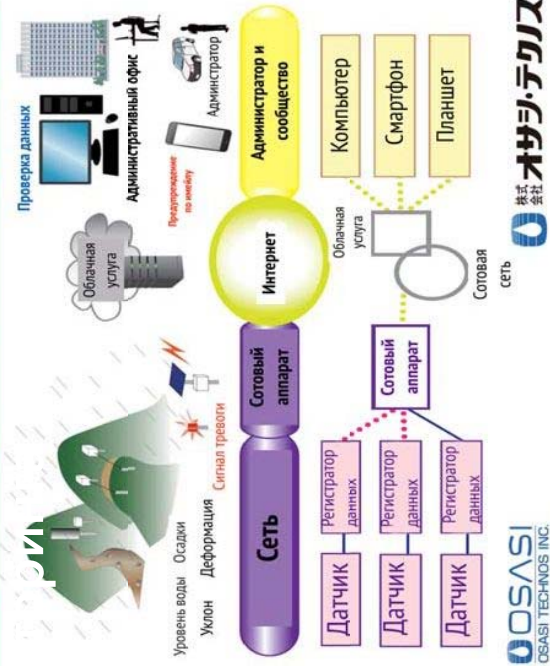 Проверка данных
Облачная
услуга
Административный офис
Предупреждение
по имейлу
Админстратор
Сигнал тревоги
Уровень воды Осадки
Уклон Деформация
Сеть
Сотовый
аппарат
Интернет
Администратор и
сообщество
Датчик
Регистратор
данных
Датчик
Регистратор
данных
Датчик
Регистратор
данных
Сотовый
аппарат
Облачная
услуга
Сотовая
сеть
Компьютер
Смартфон
Планшет
OSASI
OSASI TECHNOS INC.
株式会社 オサシ・テクノス